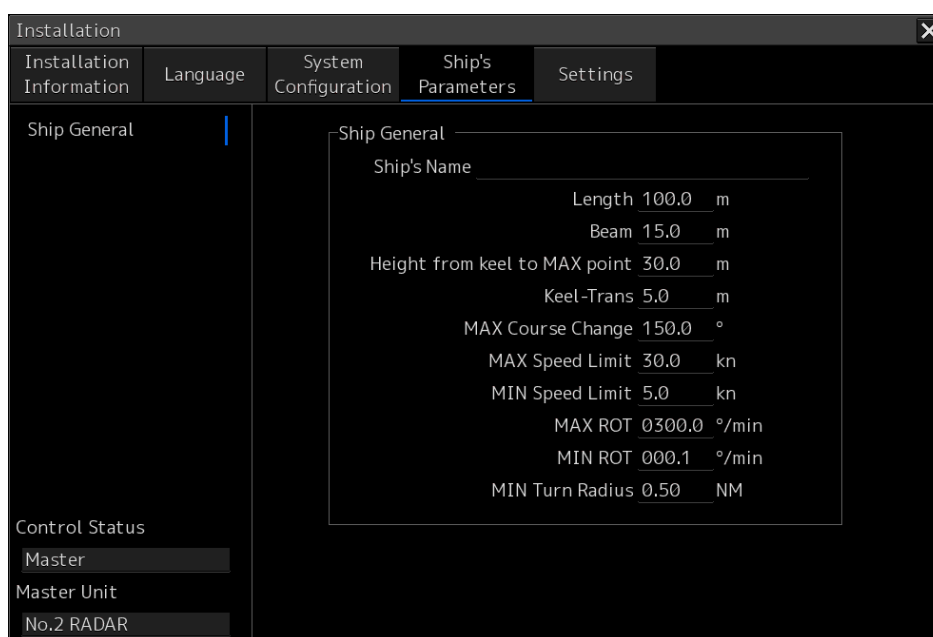 Installation
Installation Information
Language
System Configuration
Ship's Parameters
Settings
Ship General
Ship General
Ship's Name
Length 100.0 m
Beam 15.0 m
Height from keel to MAX point 30.0 m
Keel-Trans 5.0 m
MAX Course Change 150.0 °
MAX Speed Limit 30.0 kn
MIN Speed Limit 5.0 kn
MAX ROT 0300.0 °/min
MIN ROT 000.1 °/min
MIN Turn Radius 0.50 NM
Control Status
Master
Master Unit
No.2 RADAR